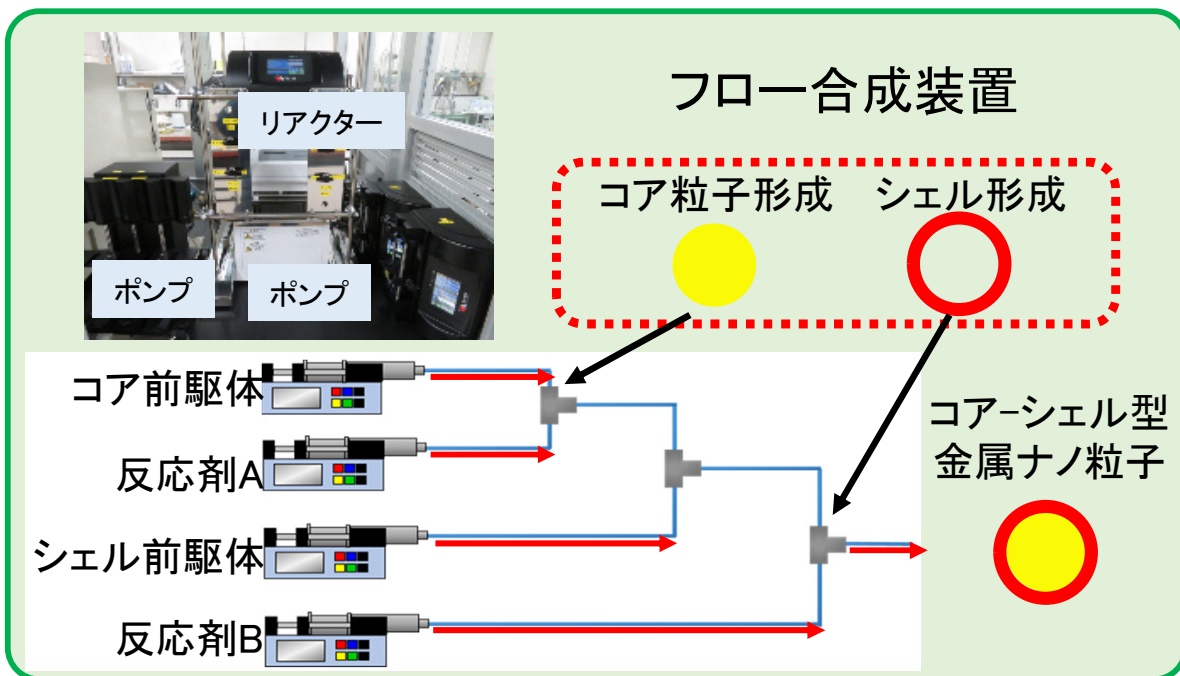 フロー合成装置
リアクター
ポンプ
ポンプ
コア粒子形成
シェル形成
コア前駆体
反応剤A
シェル前駆体
反応剤B
コア-シェル型
金属ナノ粒子